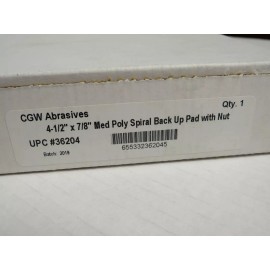 CGW Abrasives Qty. 1
4-1/2" x 7/8" Med Poly Spiral Back Up Pad with Nut
UPC #36204
Batch: 2019
655332362045